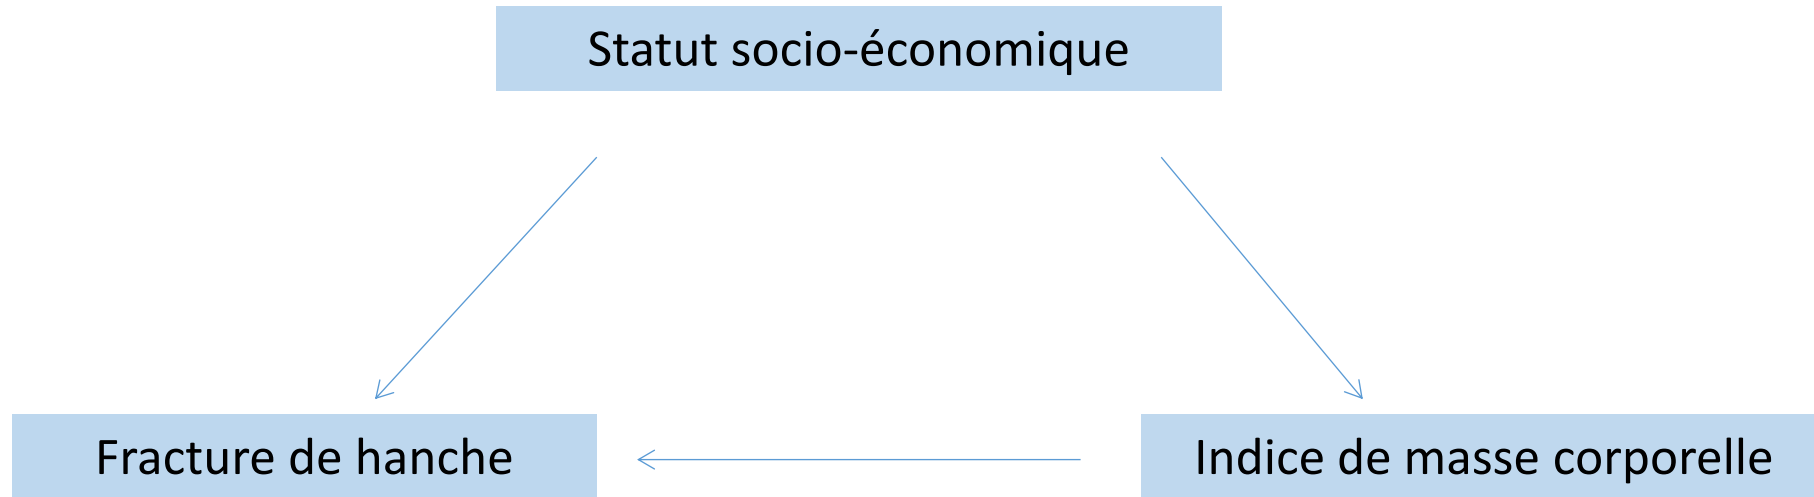 Statut socio-économique
Fracture de hanche
Indice de masse corporelle